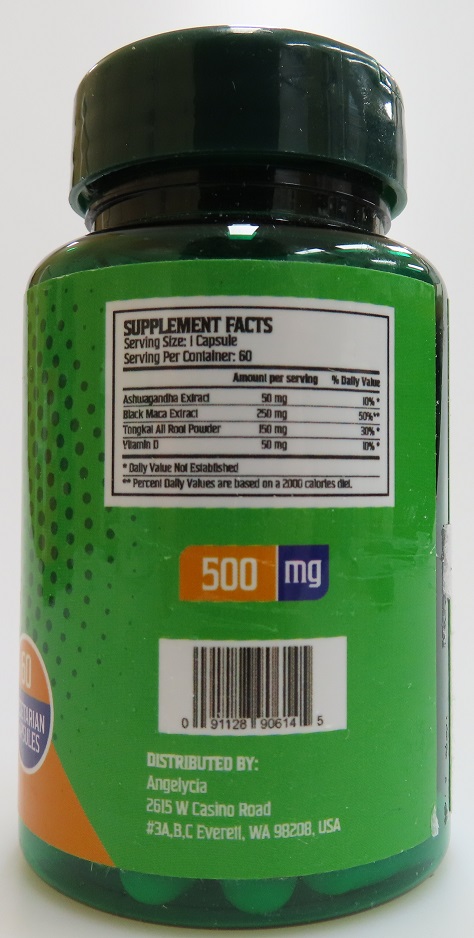 SUPPLEMENT FACTS
Serving Size: 1 Capsule
Serving Per Container: 60
Amount per serving % Daily Value
Ashwagandha Extract 50 mg 10% *
Black Maca Extract 250 mg 50%**
Tongkat Ali Root Powder 150 mg 30% *
Vitamin D 50 mg 10% *
* Daily Value Not Established
** Percent Daily Values are based on a 2000 calories diet.
500 mg
0 91128 90614 5
60
DISTRIBUTED BY:
Angelycia
2615 W Casino Road
#3A,B,C Everett, WA 98208, USA